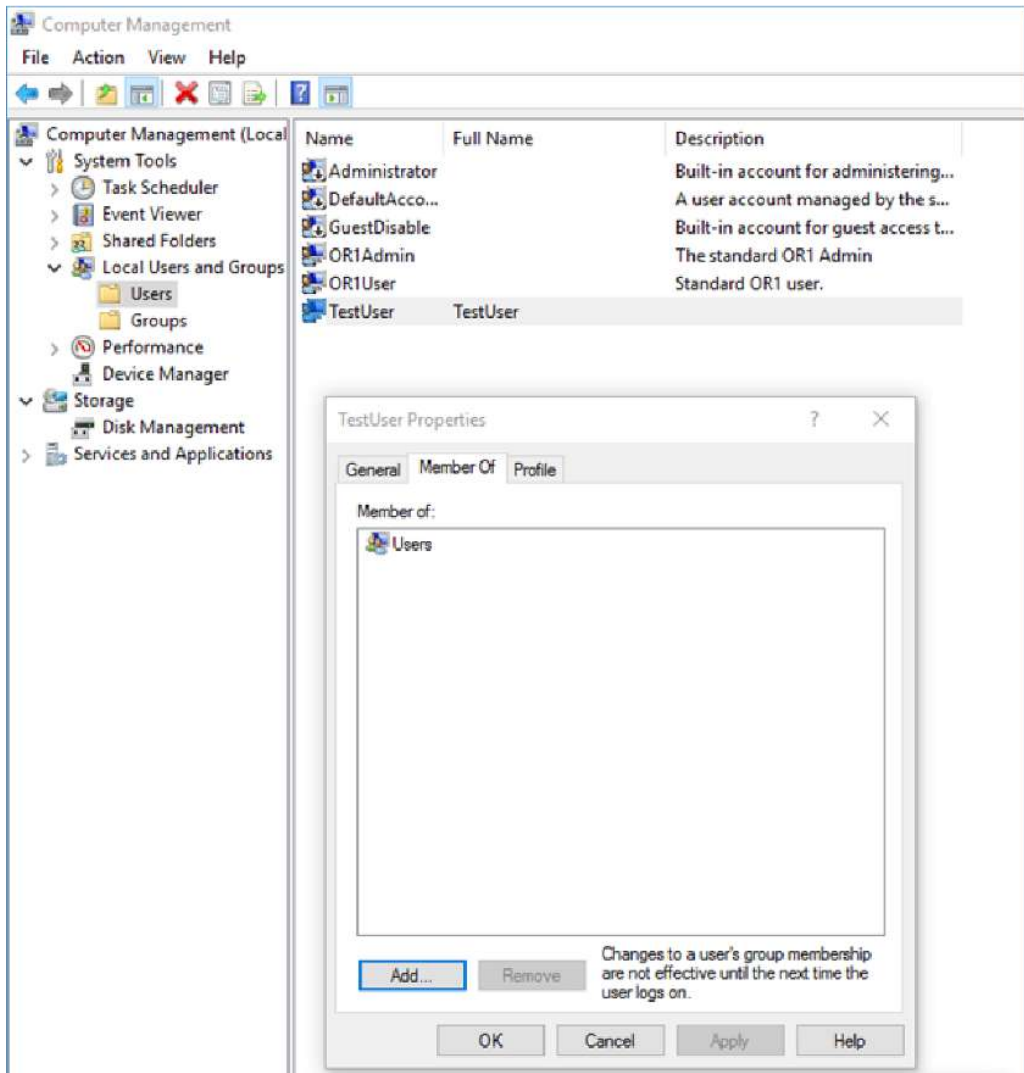 Computer Management
File Action View Help
Computer Management (Local
System Tools
Task Scheduler
Event Viewer
Shared Folders
Local Users and Groups
Users
Groups
Performance
Device Manager
Storage
Disk Management
Services and Applications
Name Full Name Description
Administrator Built-in account for administering...
DefaultAcco... A user account managed by the s...
GuestDisable Built-in account for guest access t...
OR1Admin The standard OR1 Admin
OR1User Standard OR1 user.
TestUser TestUser
TestUser Properties ?
General Member Of Profile
Member of:
Users
Add... Remove
Changes to a user's group membership
are not effective until the next time the
user logs on.
OK Cancel Apply Help